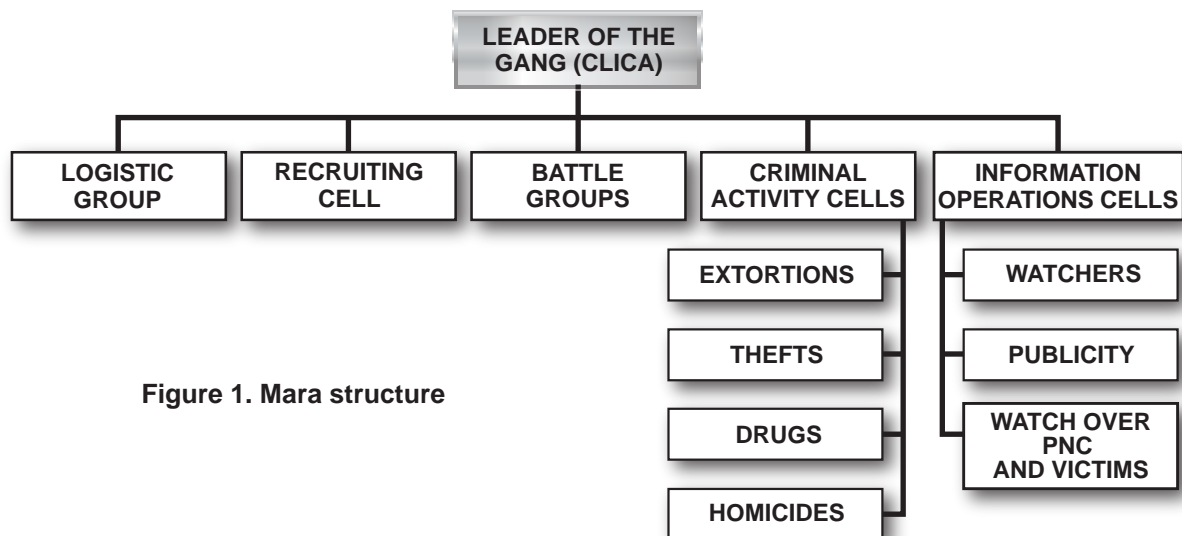 LEADER OF THE
GANG (CLICA)
LOGISTIC
GROUP
RECRUITING
CELL
BATTLE
GROUPS
CRIMINAL
ACTIVITY CELLS
INFORMATION
OPERATIONS CELLS
EXTORTIONS
THEFTS
DRUGS
HOMICIDES
WATCHERS
PUBLICITY
WATCH OVER
PNC
AND VICTIMS
Figure 1. Mara structure